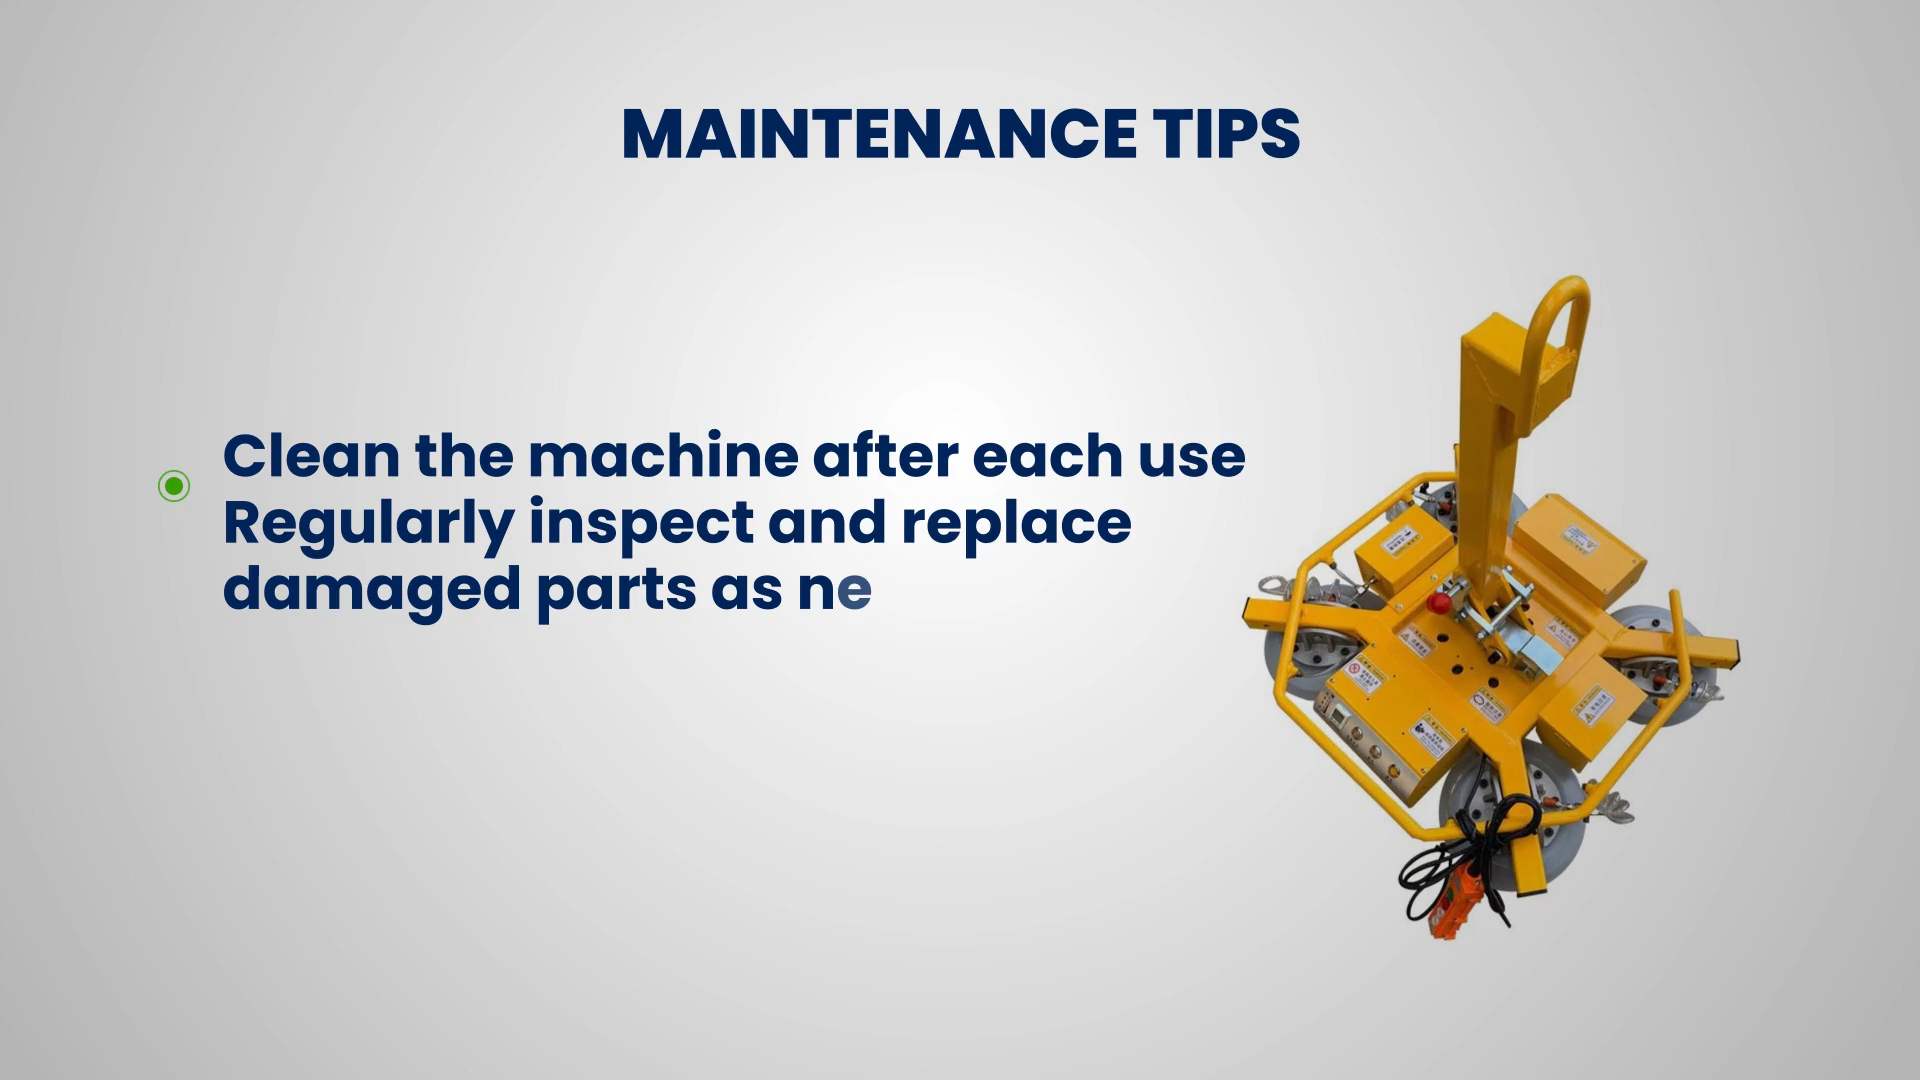 MAINTENANCE TIPS
Clean the machine after each use
Regularly inspect and replace
damaged parts as ne